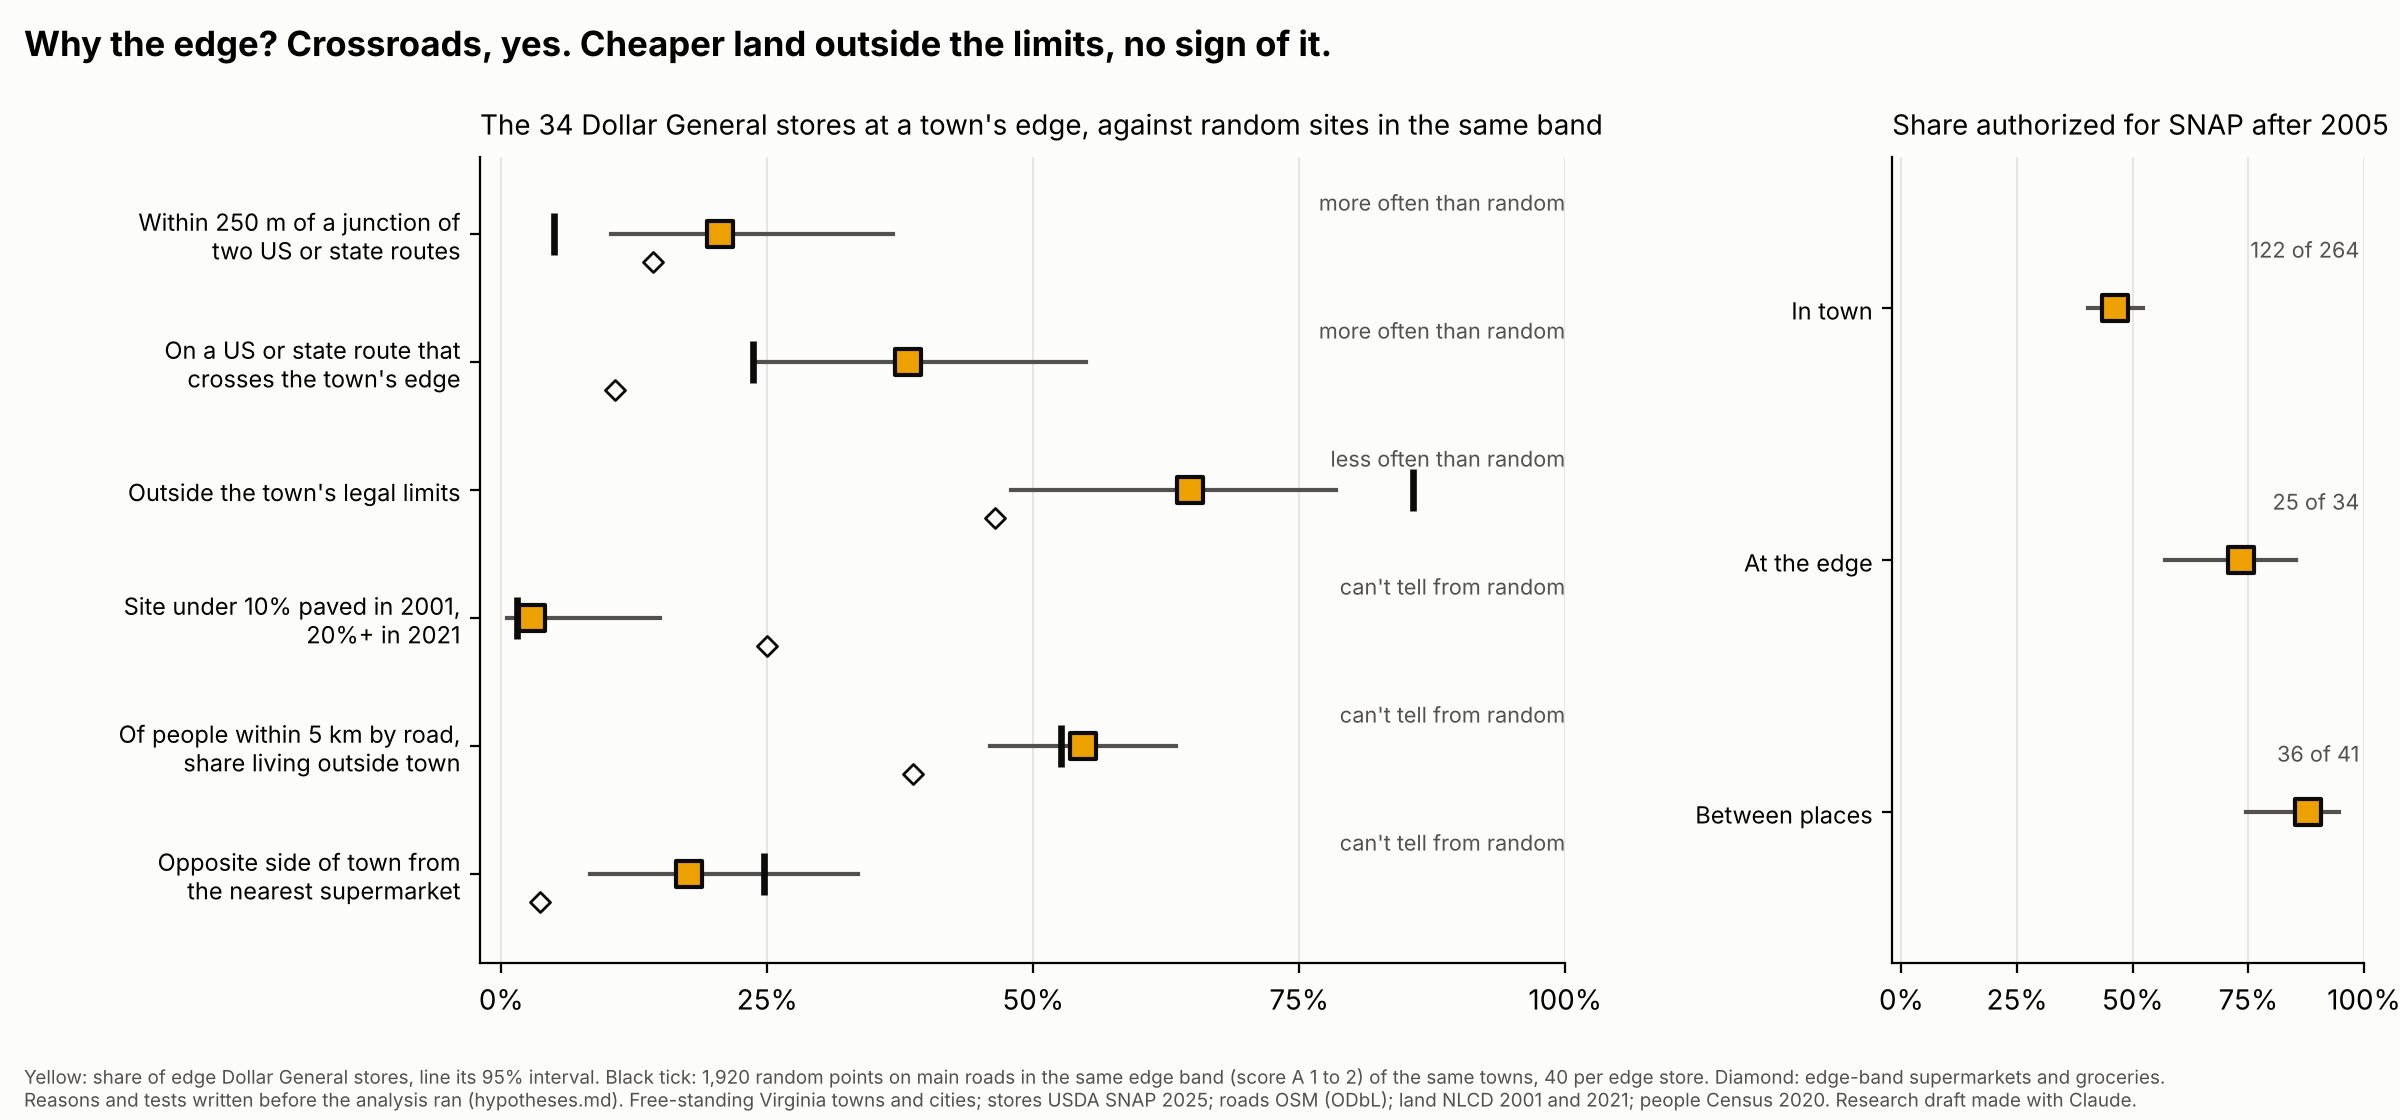 Why the edge? Crossroads, yes. Cheaper land outside the limits, no sign of it.
The 34 Dollar General stores at a town's edge, against random sites in the same band
Within 250 m of a junction of
two US or state routes
more often than random
On a US or state route that
crosses the town's edge
more often than random
Outside the town's legal limits
less often than random
Site under 10% paved in 2001,
20%+ in 2021
can't tell from random
Of people within 5 km by road,
share living outside town
can't tell from random
Opposite side of town from
the nearest supermarket
can't tell from random
0% 25% 50% 75% 100%
Share authorized for SNAP after 2005
122 of 264
In town
25 of 34
At the edge
36 of 41
Between places
0% 25% 50% 75% 100%
Yellow: share of edge Dollar General stores, line its 95% interval. Black tick: 1,920 random points on main roads in the same edge band (score A 1 to 2) of the same towns, 40 per edge store. Diamond: edge-band supermarkets and groceries.
Reasons and tests written before the analysis ran (hypotheses.md). Free-standing Virginia towns and cities; stores USDA SNAP 2025; roads OSM (ODbL); land NLCD 2001 and 2021; people Census 2020. Research draft made with Claude.